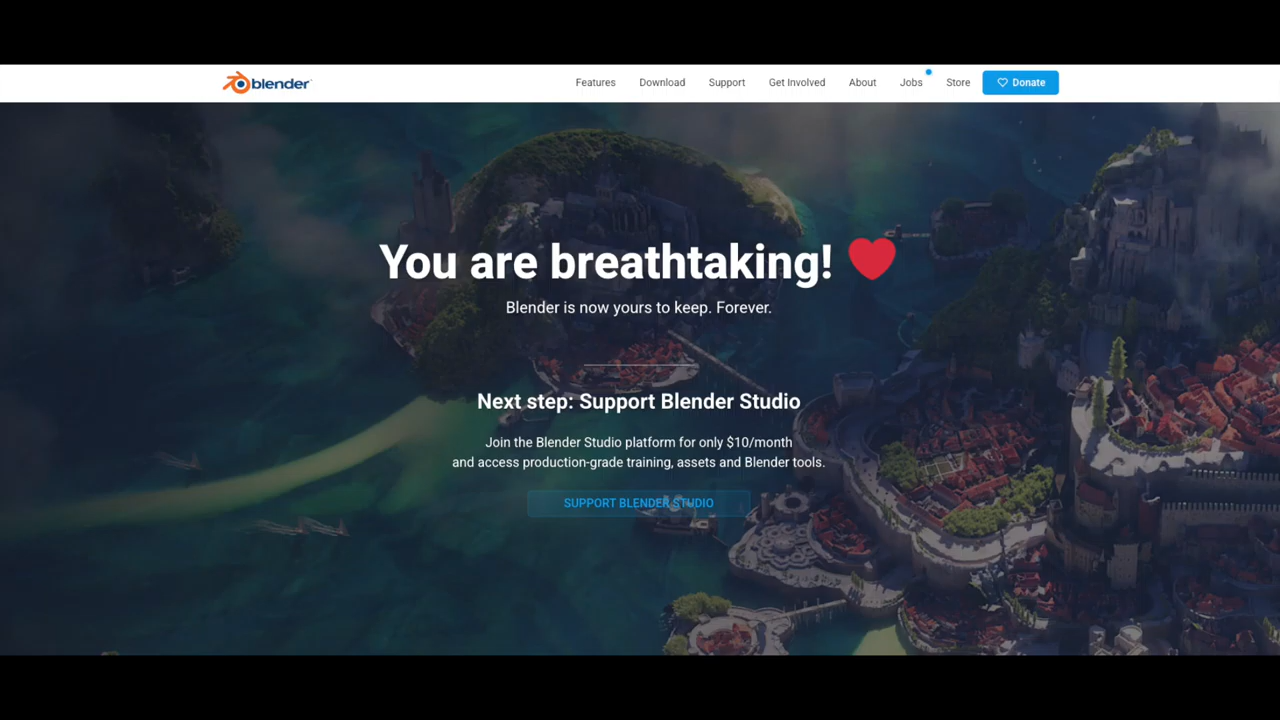 blender
Features Download Support Get Involved About Jobs Store Donate
You are breathtaking!
Blender is now yours to keep. Forever.
Next step: Support Blender Studio
Join the Blender Studio platform for only $10/month
and access production-grade training, assets and Blender tools.
SUPPORT BLENDER STUDIO